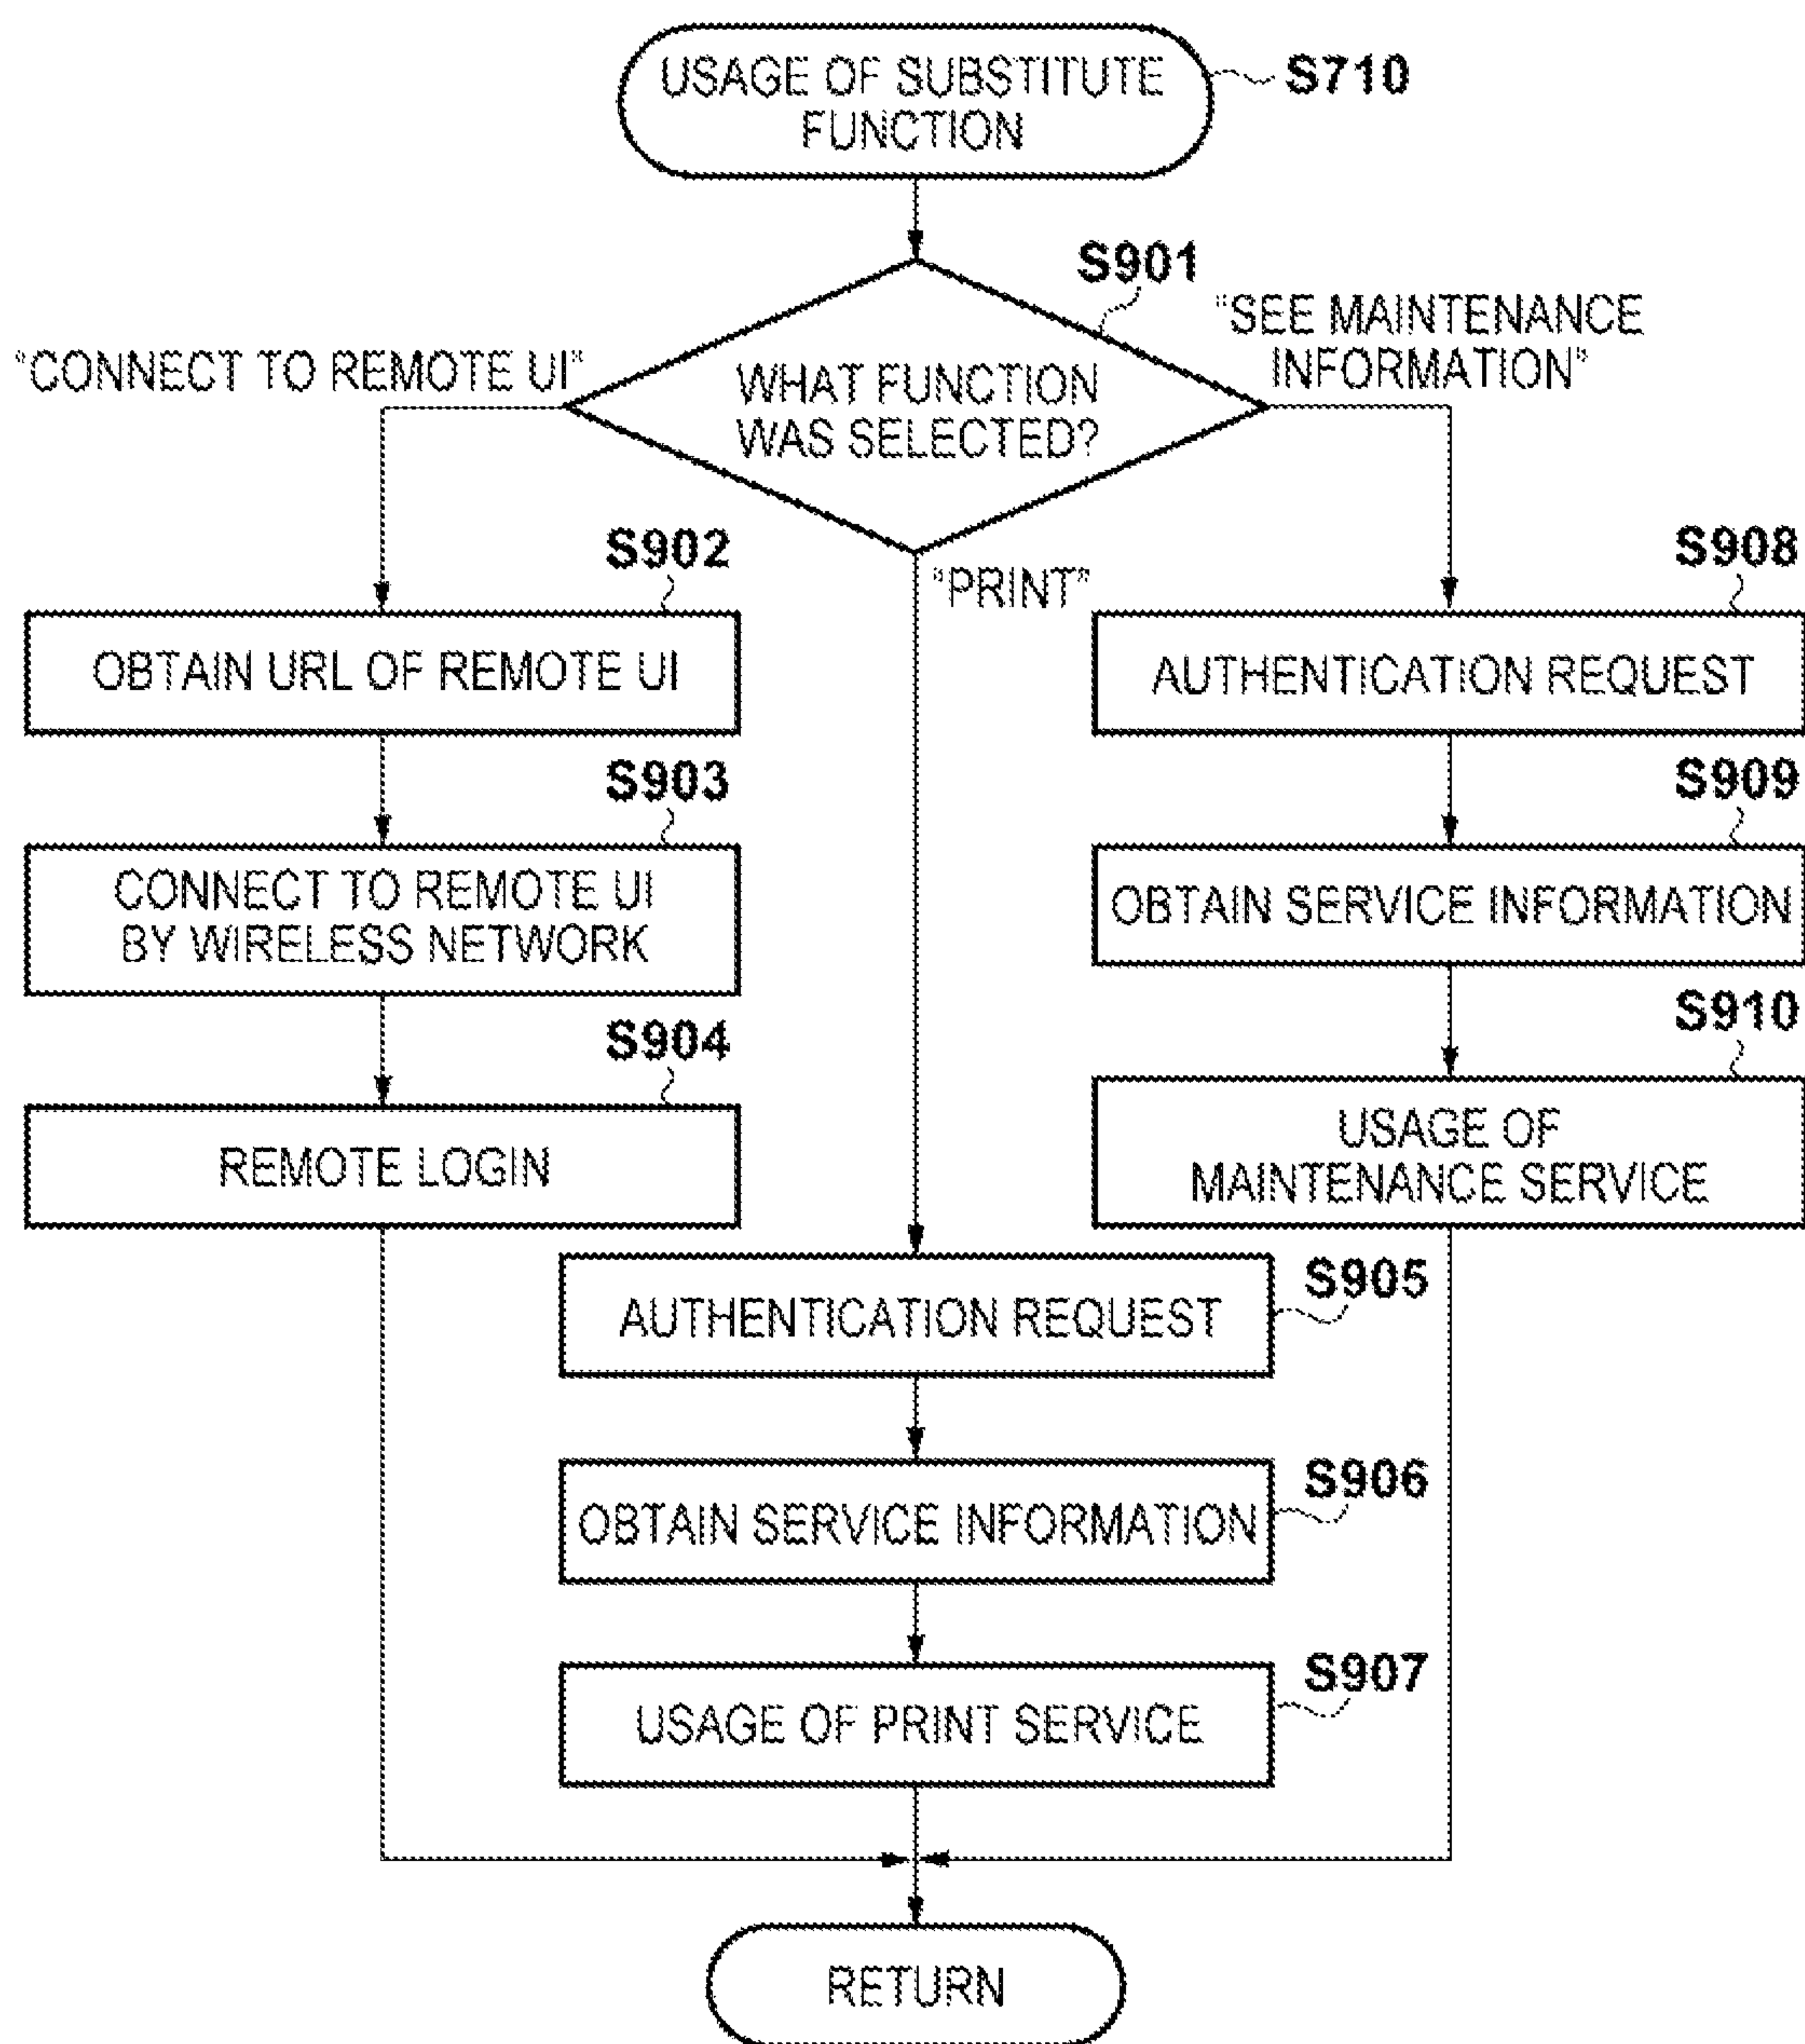 USAGE OF SUBSTITUTE
FUNCTION
S710
S901
WHAT FUNCTION
WAS SELECTED?
"CONNECT TO REMOTE UI"
"SEE MAINTENANCE
INFORMATION"
"PRINT"
S902
OBTAIN URL OF REMOTE UI
S903
CONNECT TO REMOTE UI
BY WIRELESS NETWORK
S904
REMOTE LOGIN
S908
AUTHENTICATION REQUEST
S909
OBTAIN SERVICE INFORMATION
S910
USAGE OF
MAINTENANCE SERVICE
S905
AUTHENTICATION REQUEST
S906
OBTAIN SERVICE INFORMATION
S907
USAGE OF PRINT SERVICE
RETURN